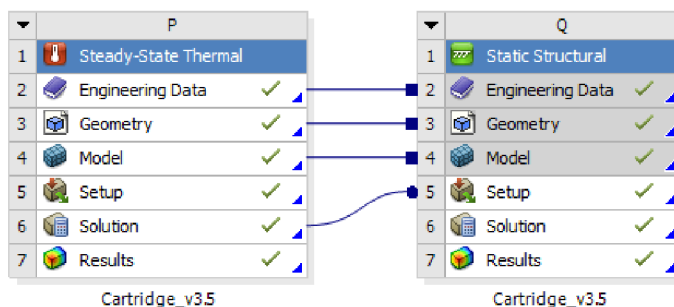 P
1 Steady-State Thermal
2 Engineering Data
3 Geometry
4 Model
5 Setup
6 Solution
7 Results
Cartridge_v3.5
Q
1 Static Structural
2 Engineering Data
3 Geometry
4 Model
5 Setup
6 Solution
7 Results
Cartridge_v3.5